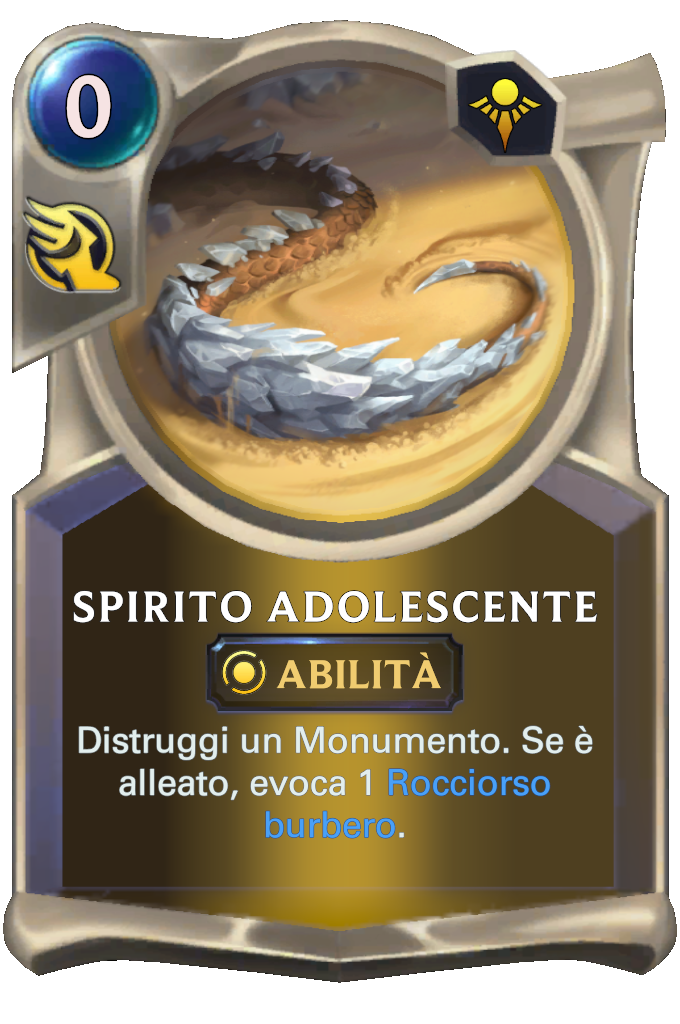 0
SPIRITO ADOLESCENTE
ABILITÀ
Distruggi un Monumento. Se è
alleato, evoca 1 Rocciorso
burbero.